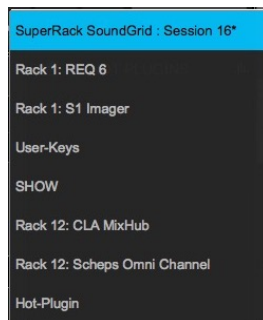 SuperRack SoundGrid : Session 16*
Rack 1: REQ 6
Rack 1: S1 Imager
User-Keys
SHOW
Rack 12: CLA MixHub
Rack 12: Scheps Omni Channel
Hot-Plugin